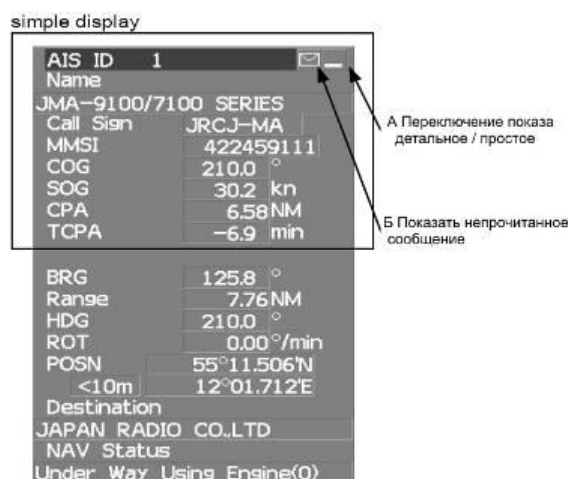 simple display
AIS ID 1
Name
JMA-9100/7100 SERIES
Call Sign JRCJ-MA
MMSI 422459111
COG 210.0 °
SOG 30.2 kn
CPA 6.58 NM
TCPA -6.9 min
BRG 125.8 °
Range 7.76 NM
HDG 210.0 °
ROT 0.00 °/min
POSN 55°11.506'N
<10m 12°01.712'E
Destination
JAPAN RADIO CO.,LTD
NAV Status
Under Way Using Engine(0)
А Переключение показа
детальное / простое
Б Показать непрочитанное
сообщение